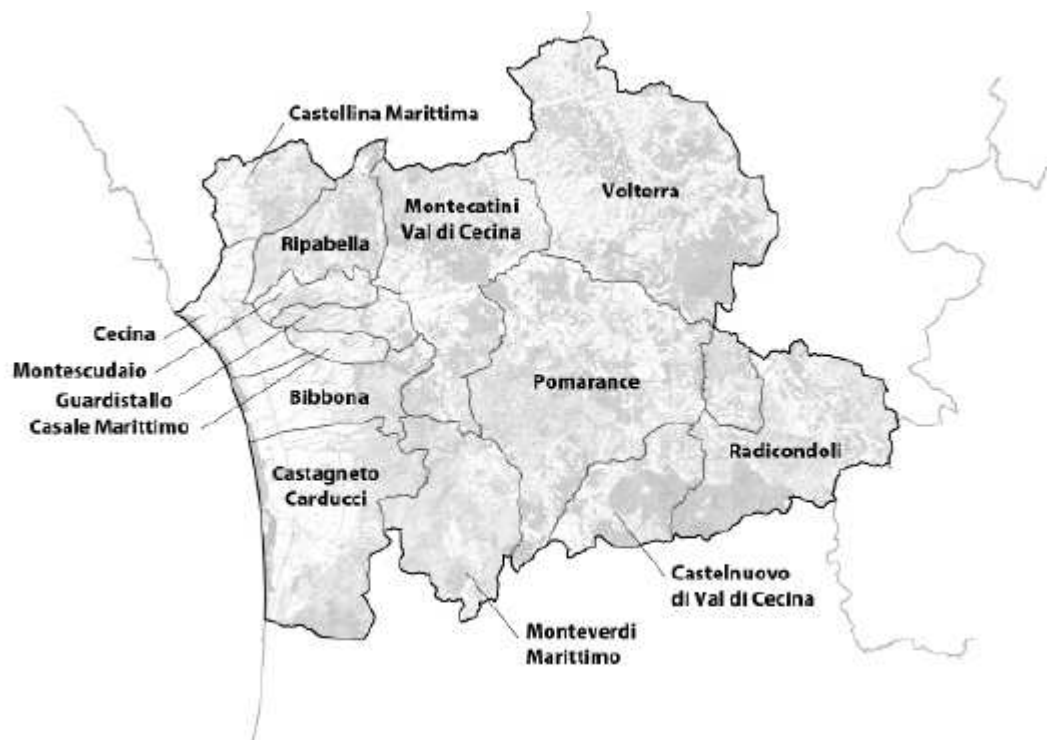 Castellina Marittima
Volterra
Montecatini
Val di Cecina
Ripabella
Cecina
Montescudaio
Guardistallo
Casale Marittimo
Bibbona
Pomarance
Radicondoli
Castagneto
Carducci
Castelnuovo
di Val di Cecina
Monteverdi
Marittimo